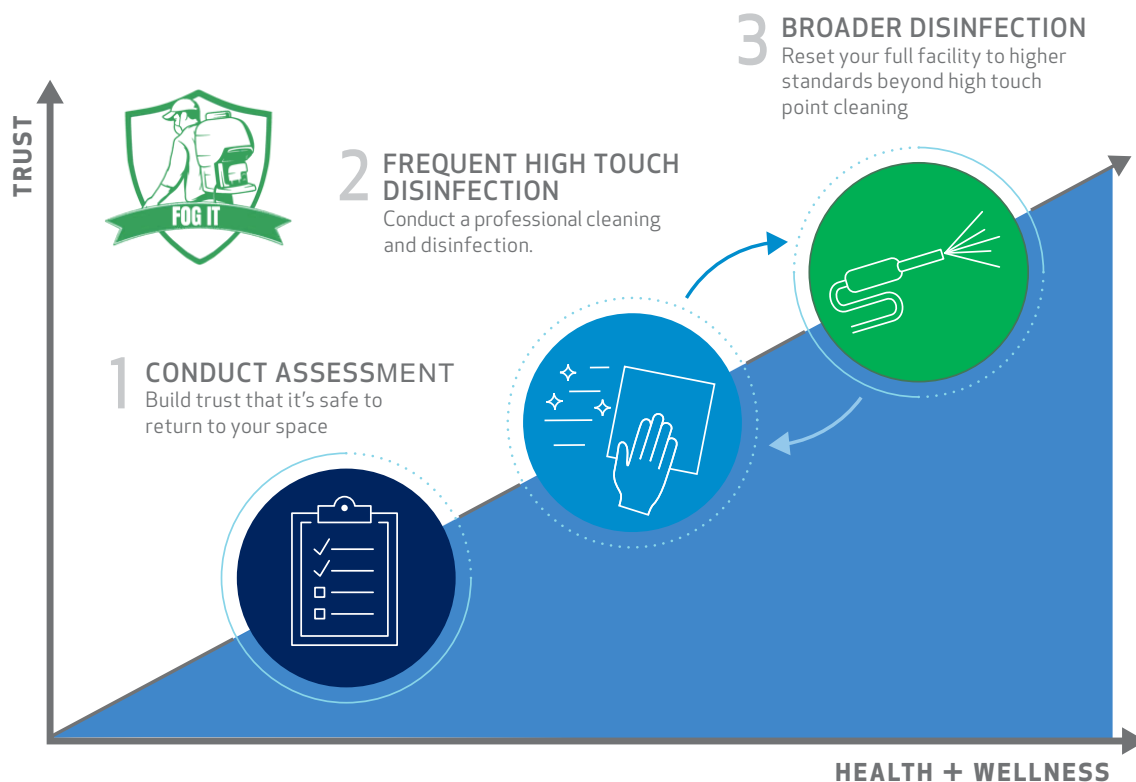 3 BROADER DISINFECTION
Reset your full facility to higher
standards beyond high touch
point cleaning
TRUST
FOG IT
2 FREQUENT HIGH TOUCH
DISINFECTION
Conduct a professional cleaning
and disinfection.
1 CONDUCT ASSESSMENT
Build trust that it's safe to
return to your space
HEALTH + WELLNESS